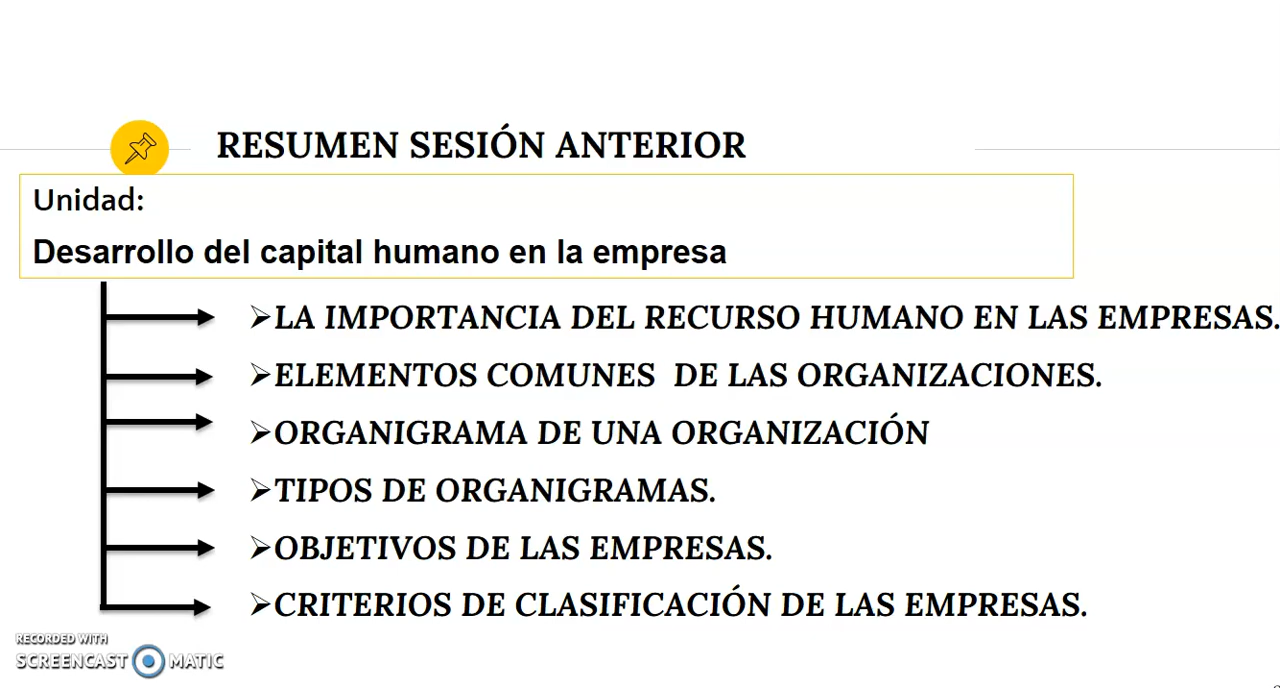 RESUMEN SESIÓN ANTERIOR
Unidad:
Desarrollo del capital humano en la empresa
➢LA IMPORTANCIA DEL RECURSO HUMANO EN LAS EMPRESAS.
➢ELEMENTOS COMUNES DE LAS ORGANIZACIONES.
➢ORGANIGRAMA DE UNA ORGANIZACIÓN
➢TIPOS DE ORGANIGRAMAS.
➢OBJETIVOS DE LAS EMPRESAS.
➢CRITERIOS DE CLASIFICACIÓN DE LAS EMPRESAS.
RECORDED WITH
SCREENCAST MATIC